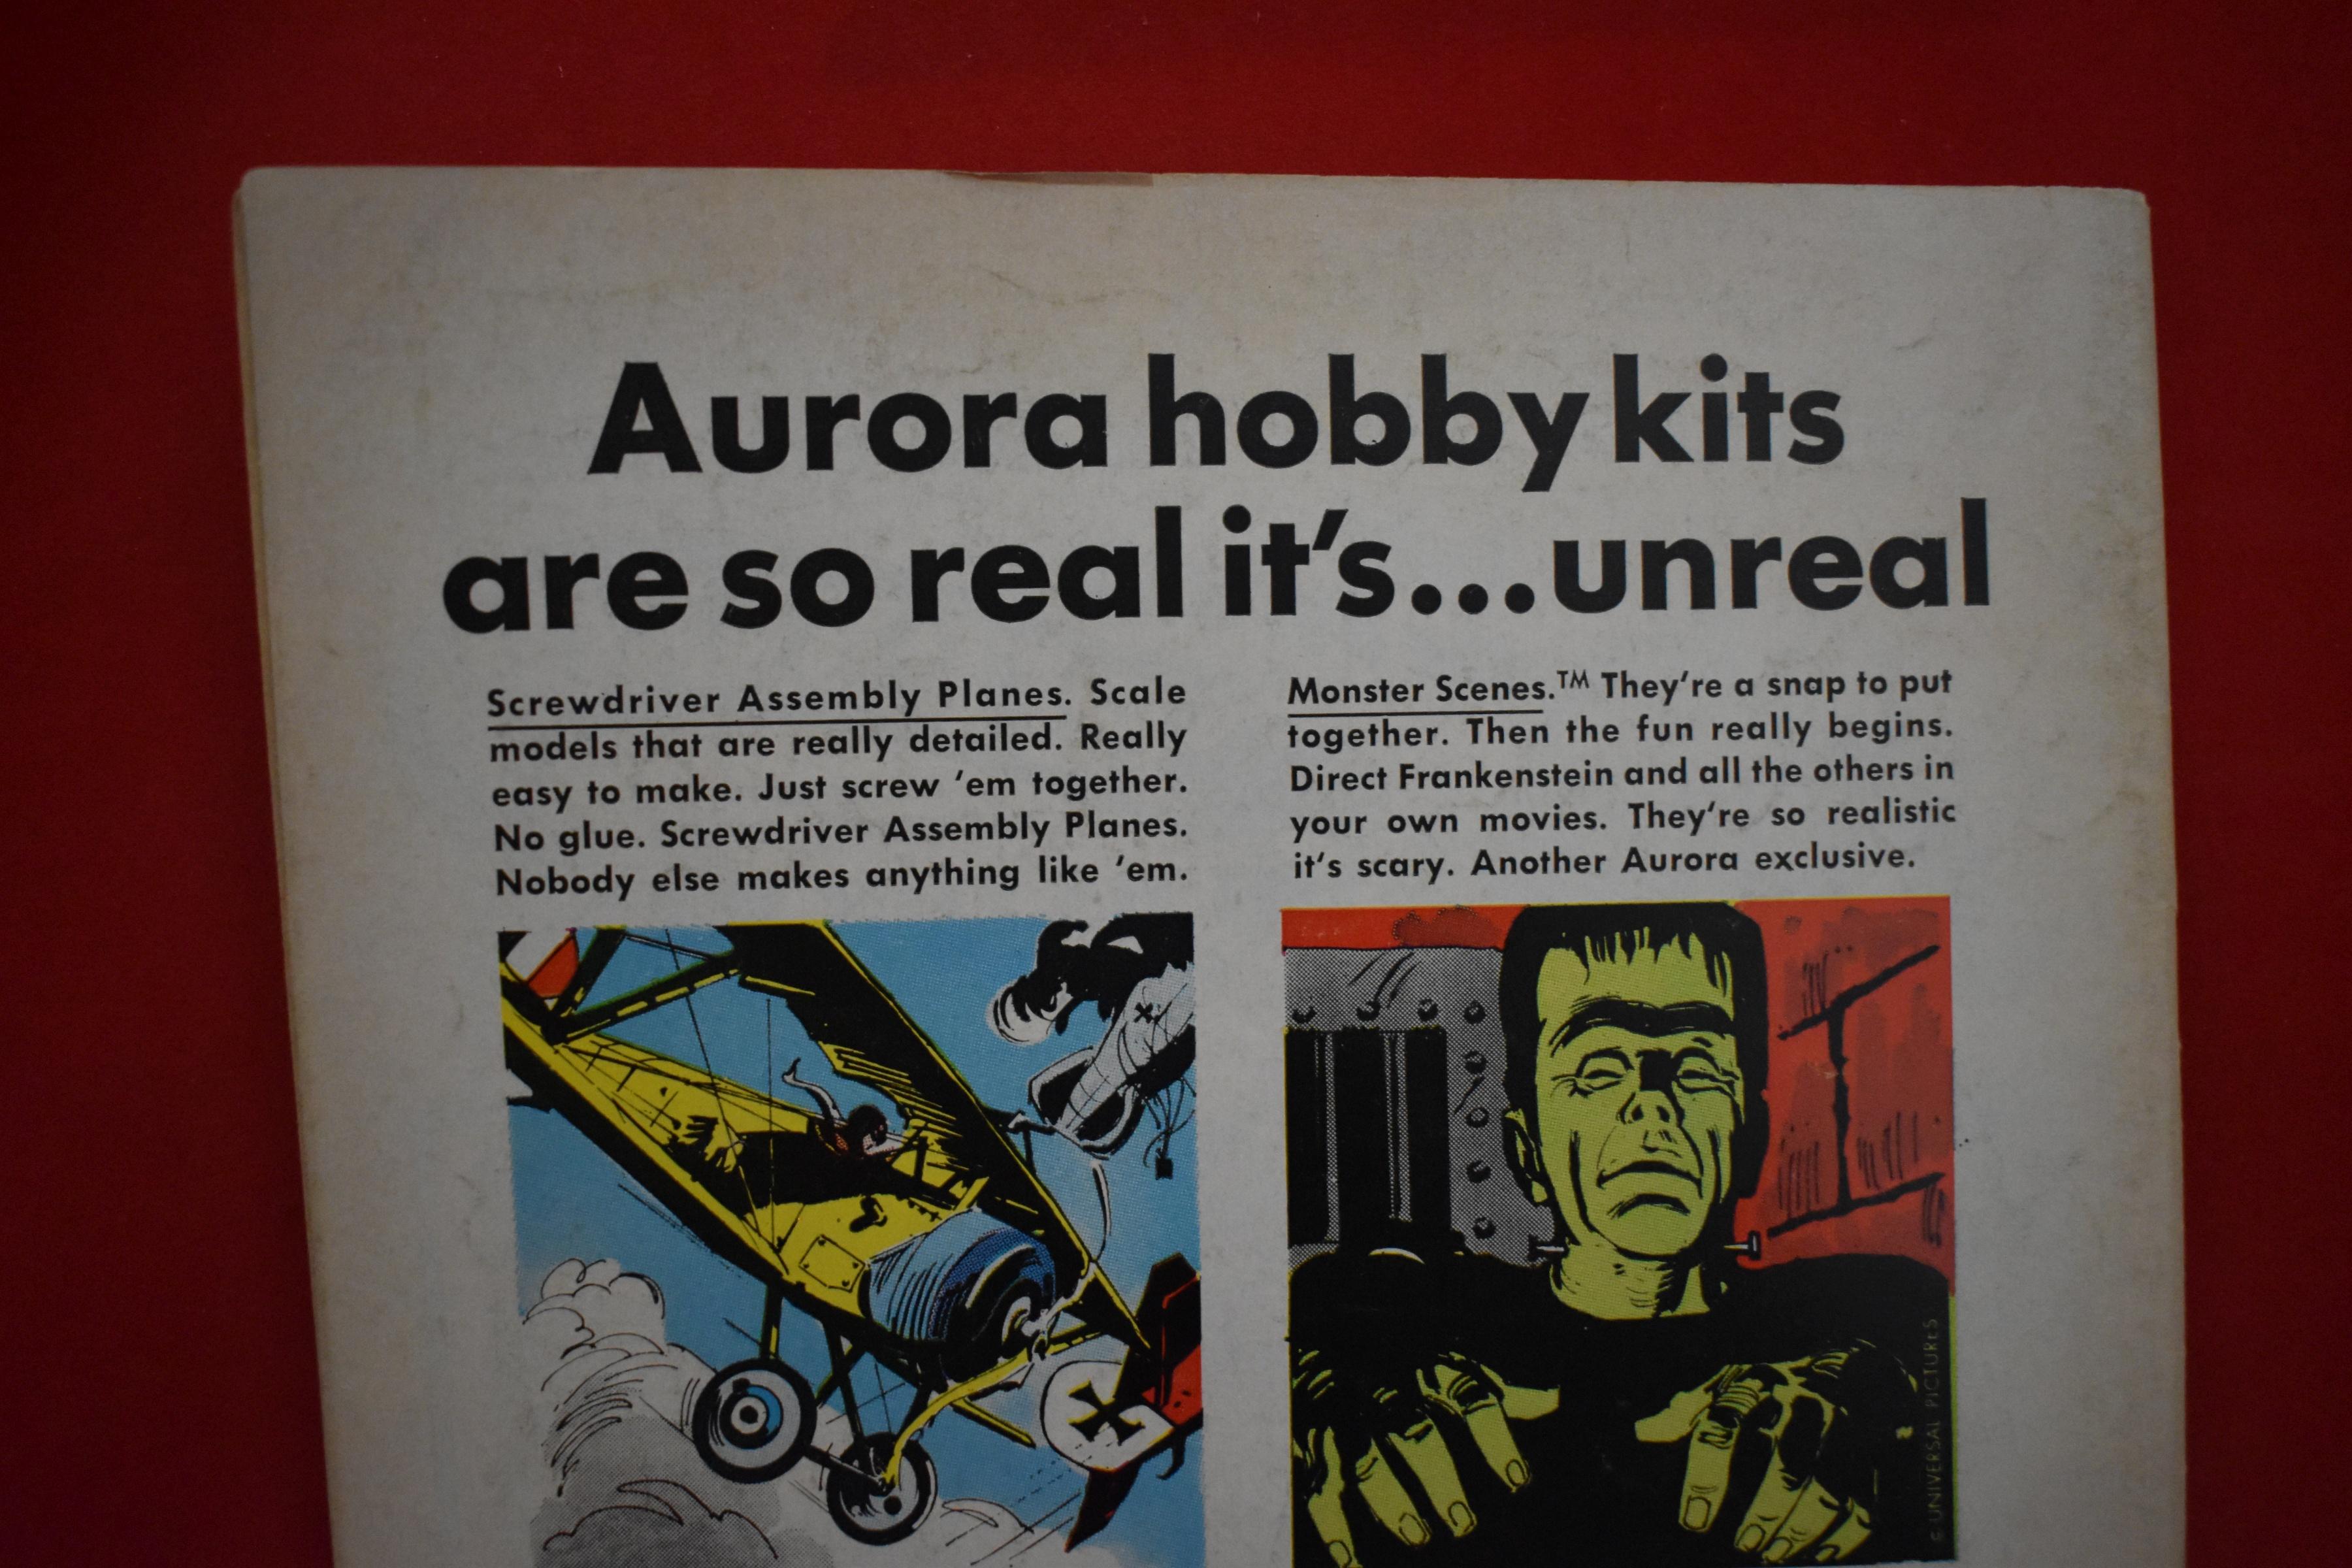 Aurora hobby kits
are so real it's...unreal
Screwdriver Assembly Planes. Scale
models that are really detailed. Really
easy to make. Just screw 'em together.
No glue. Screwdriver Assembly Planes.
Nobody else makes anything like 'em.
Monster Scenes.™ They're a snap to put
together. Then the fun really begins.
Direct Frankenstein and all the others in
your own movies. They're so realistic
it's scary. Another Aurora exclusive.
© UNIVERSAL PICTURES